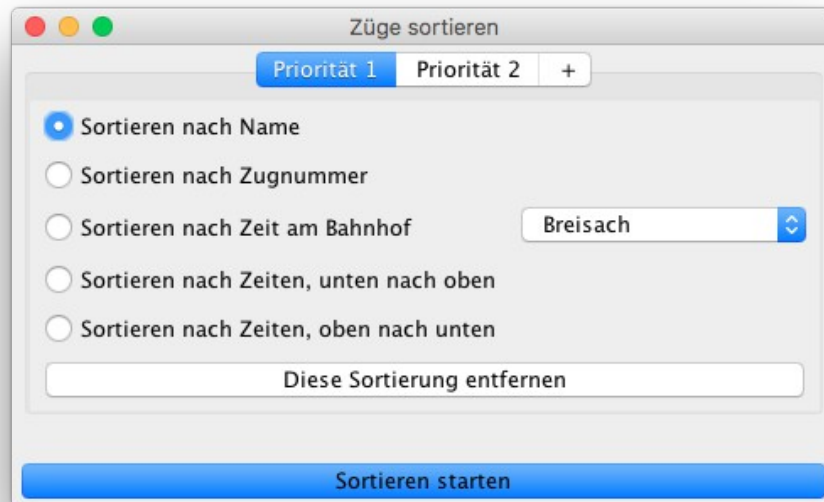 Züge sortieren
Priorität 1 Priorität 2 +
Sortieren nach Name
Sortieren nach Zugnummer
Sortieren nach Zeit am Bahnhof Breisach
Sortieren nach Zeiten, unten nach oben
Sortieren nach Zeiten, oben nach unten
Diese Sortierung entfernen
Sortieren starten